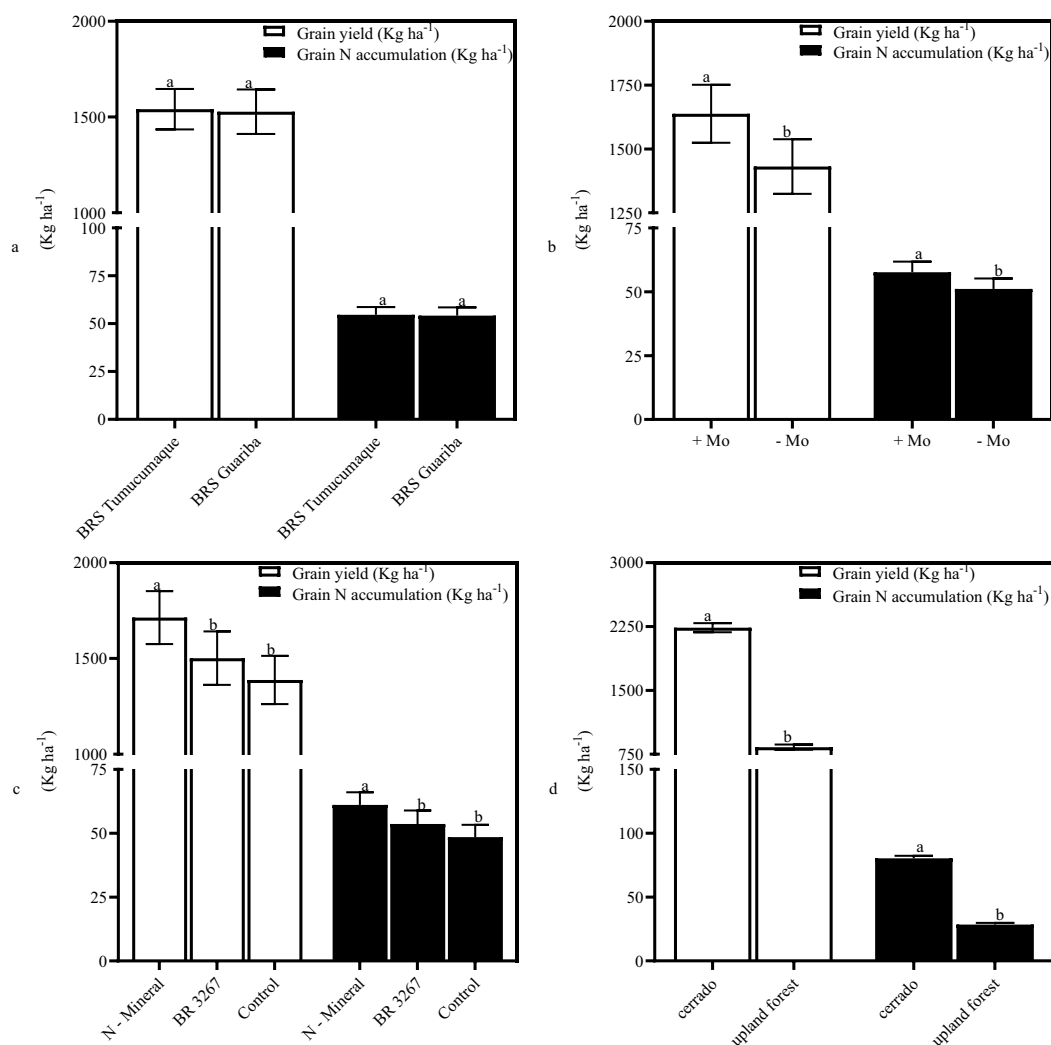 a
(Kg ha⁻¹)
2000
1500
1000
100
75
50
25
0
Grain yield (Kg ha⁻¹)
Grain N accumulation (Kg ha⁻¹)
a
a
a
a
BRS Tumucumaque
BRS Guariba
BRS Tumucumaque
BRS Guariba
b
(Kg ha⁻¹)
2000
1750
1500
1250
75
50
25
0
Grain yield (Kg ha⁻¹)
Grain N accumulation (Kg ha⁻¹)
a
b
a
b
+ Mo
- Mo
+ Mo
- Mo
c
(Kg ha⁻¹)
2000
1500
1000
75
50
25
0
Grain yield (Kg ha⁻¹)
Grain N accumulation (Kg ha⁻¹)
a
b
b
a
b
b
N - Mineral
BR 3267
Control
N - Mineral
BR 3267
Control
d
(Kg ha⁻¹)
3000
2250
1500
750
150
100
50
0
Grain yield (Kg ha⁻¹)
Grain N accumulation (Kg ha⁻¹)
a
b
a
b
cerrado
upland forest
cerrado
upland forest